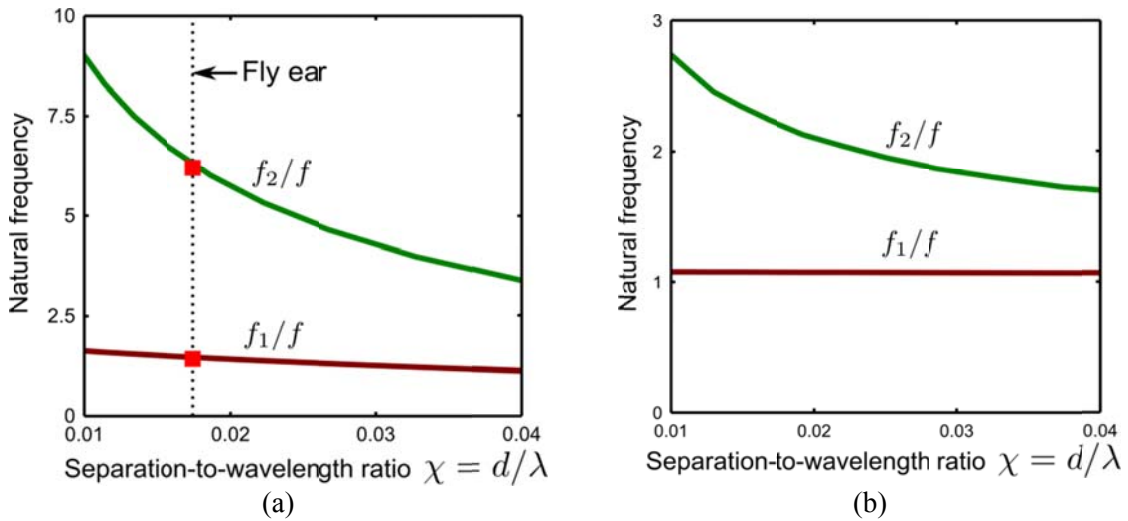 10
7.5
5
2.5
0
0.01
0.02
0.03
0.04
Natural frequency
Fly ear
f₂/f
f₁/f
Separation-to-wavelength ratio χ = d/λ
(a)
3
2
1
0
0.01
0.02
0.03
0.04
Natural frequency
f₂/f
f₁/f
Separation-to-wavelength ratio χ = d/λ
(b)